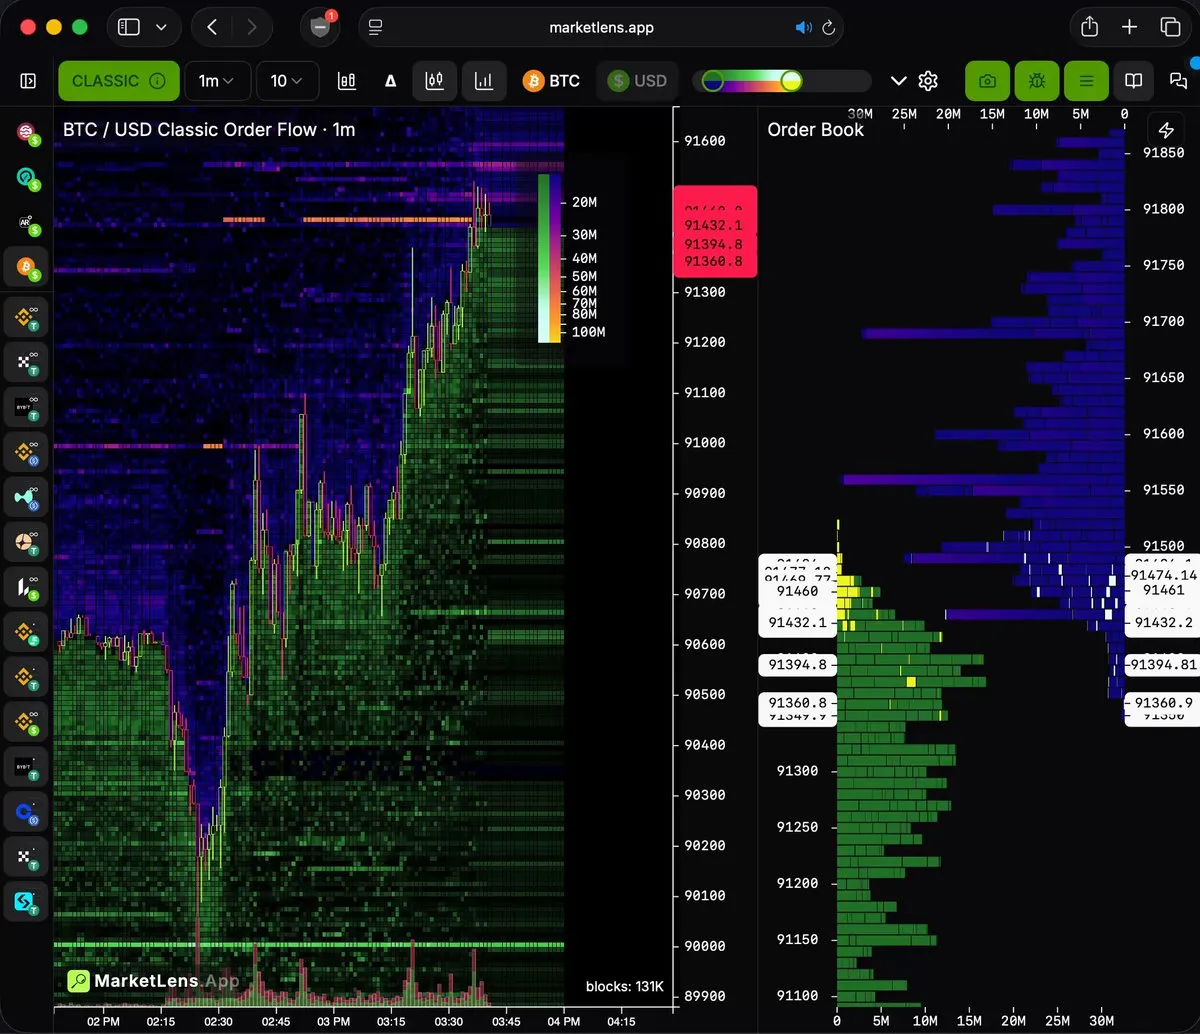 1
marketlens.app
CLASSIC
1m
10
Δ
BTC
USD
BTC / USD Classic Order Flow · 1m
20M
30M
40M
50M
60M
70M
80M
100M
91600
91432.1
91394.8
91360.8
91300
91200
91100
91000
90900
90800
90700
90600
90500
90400
90300
90200
90100
90000
89900
MarketLens.App
blocks: 131K
02 PM
02:15
02:30
02:45
03 PM
03:15
03:30
03:45
04 PM
04:15
Order Book
30M
25M
20M
15M
10M
5M
0
91850
91800
91750
91700
91650
91600
91550
91500
91474.14
91461
91432.2
91394.81
91360.9
91350
91460
91432.1
91394.8
91360.8
91349.9
91300
91250
91200
91150
91100
0
5M
10M
15M
20M
25M
30M